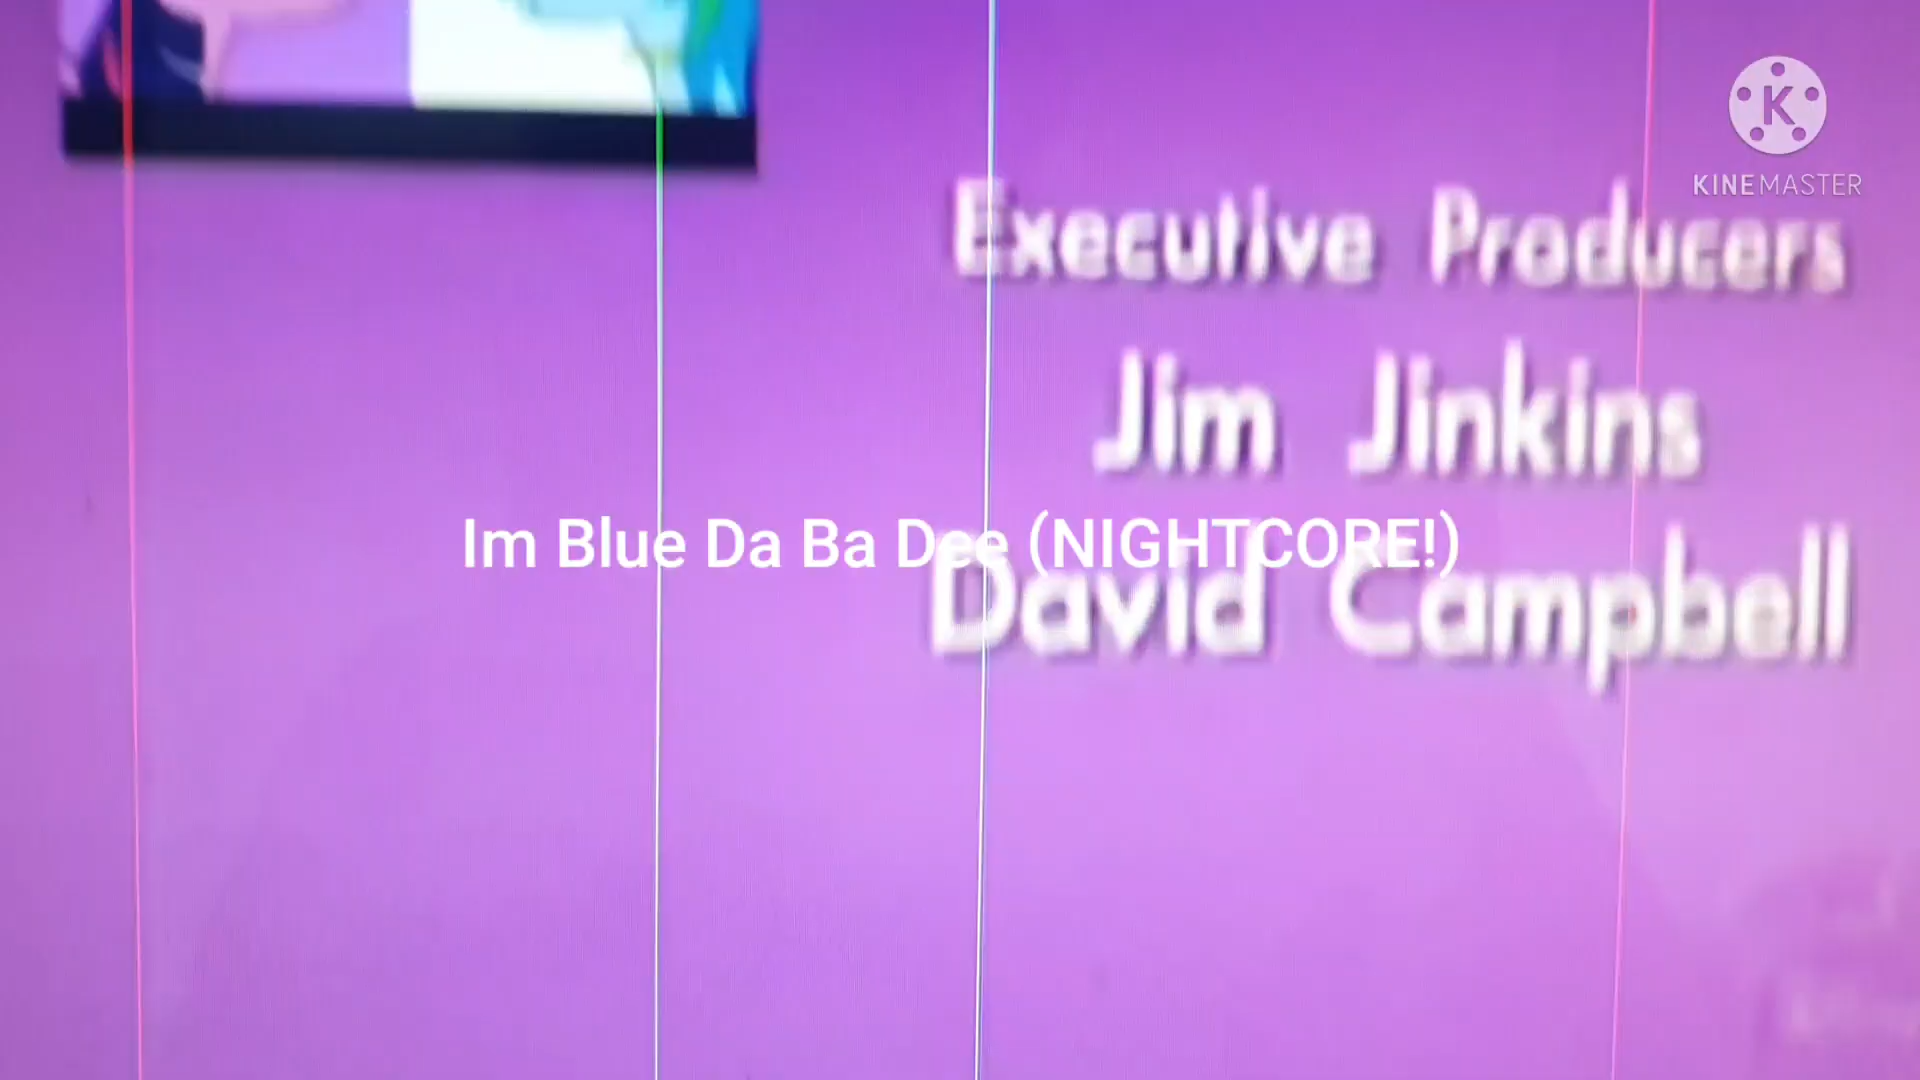 K
KINEMASTER
Executive Producers
Jim Jinkins
Im Blue Da Ba Dee (NIGHTCORE!)
David Campbell